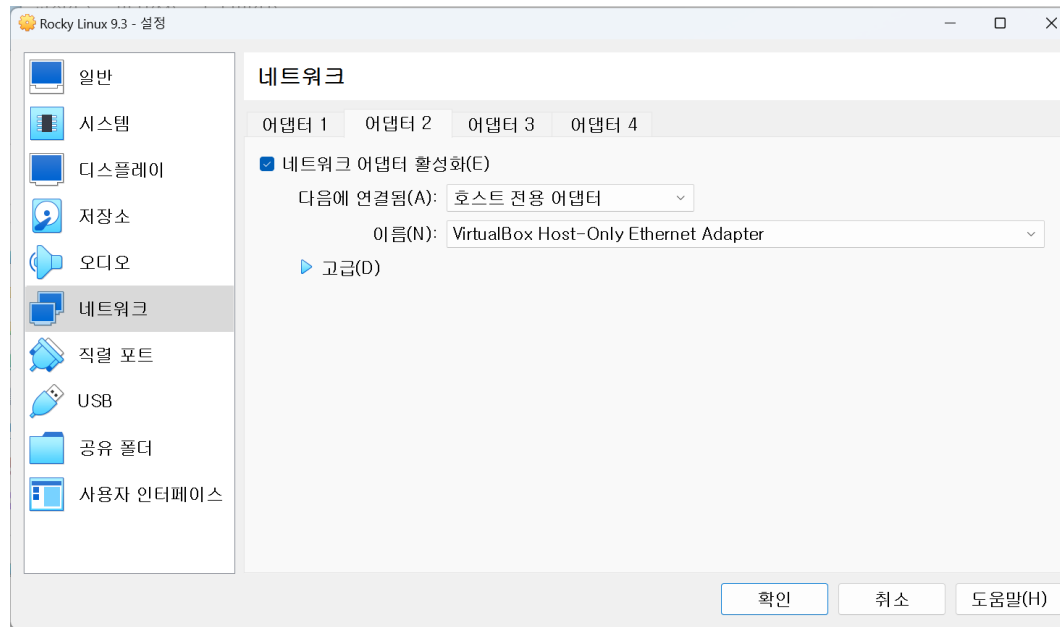 Rocky Linux 9.3 - 설정
일반
시스템
디스플레이
저장소
오디오
네트워크
직렬 포트
USB
공유 폴더
사용자 인터페이스
네트워크
어댑터 1 어댑터 2 어댑터 3 어댑터 4
네트워크 어댑터 활성화(E)
다음에 연결됨(A): 호스트 전용 어댑터
이름(N): VirtualBox Host-Only Ethernet Adapter
고급(D)
확인 취소 도움말(H)